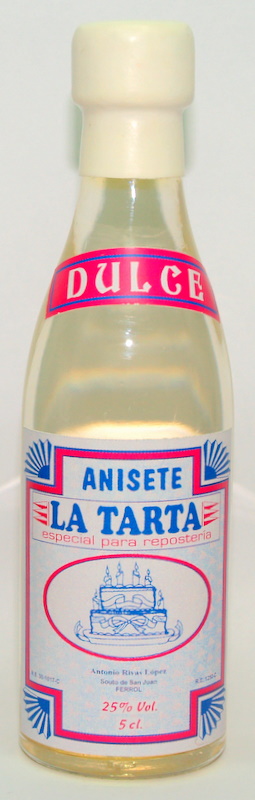 DULCE
ANISETE
LA TARTA
especial para repostería
Antonio Rivas López
Souto de San Juan
FERROL
25% Vol.
5 cl.